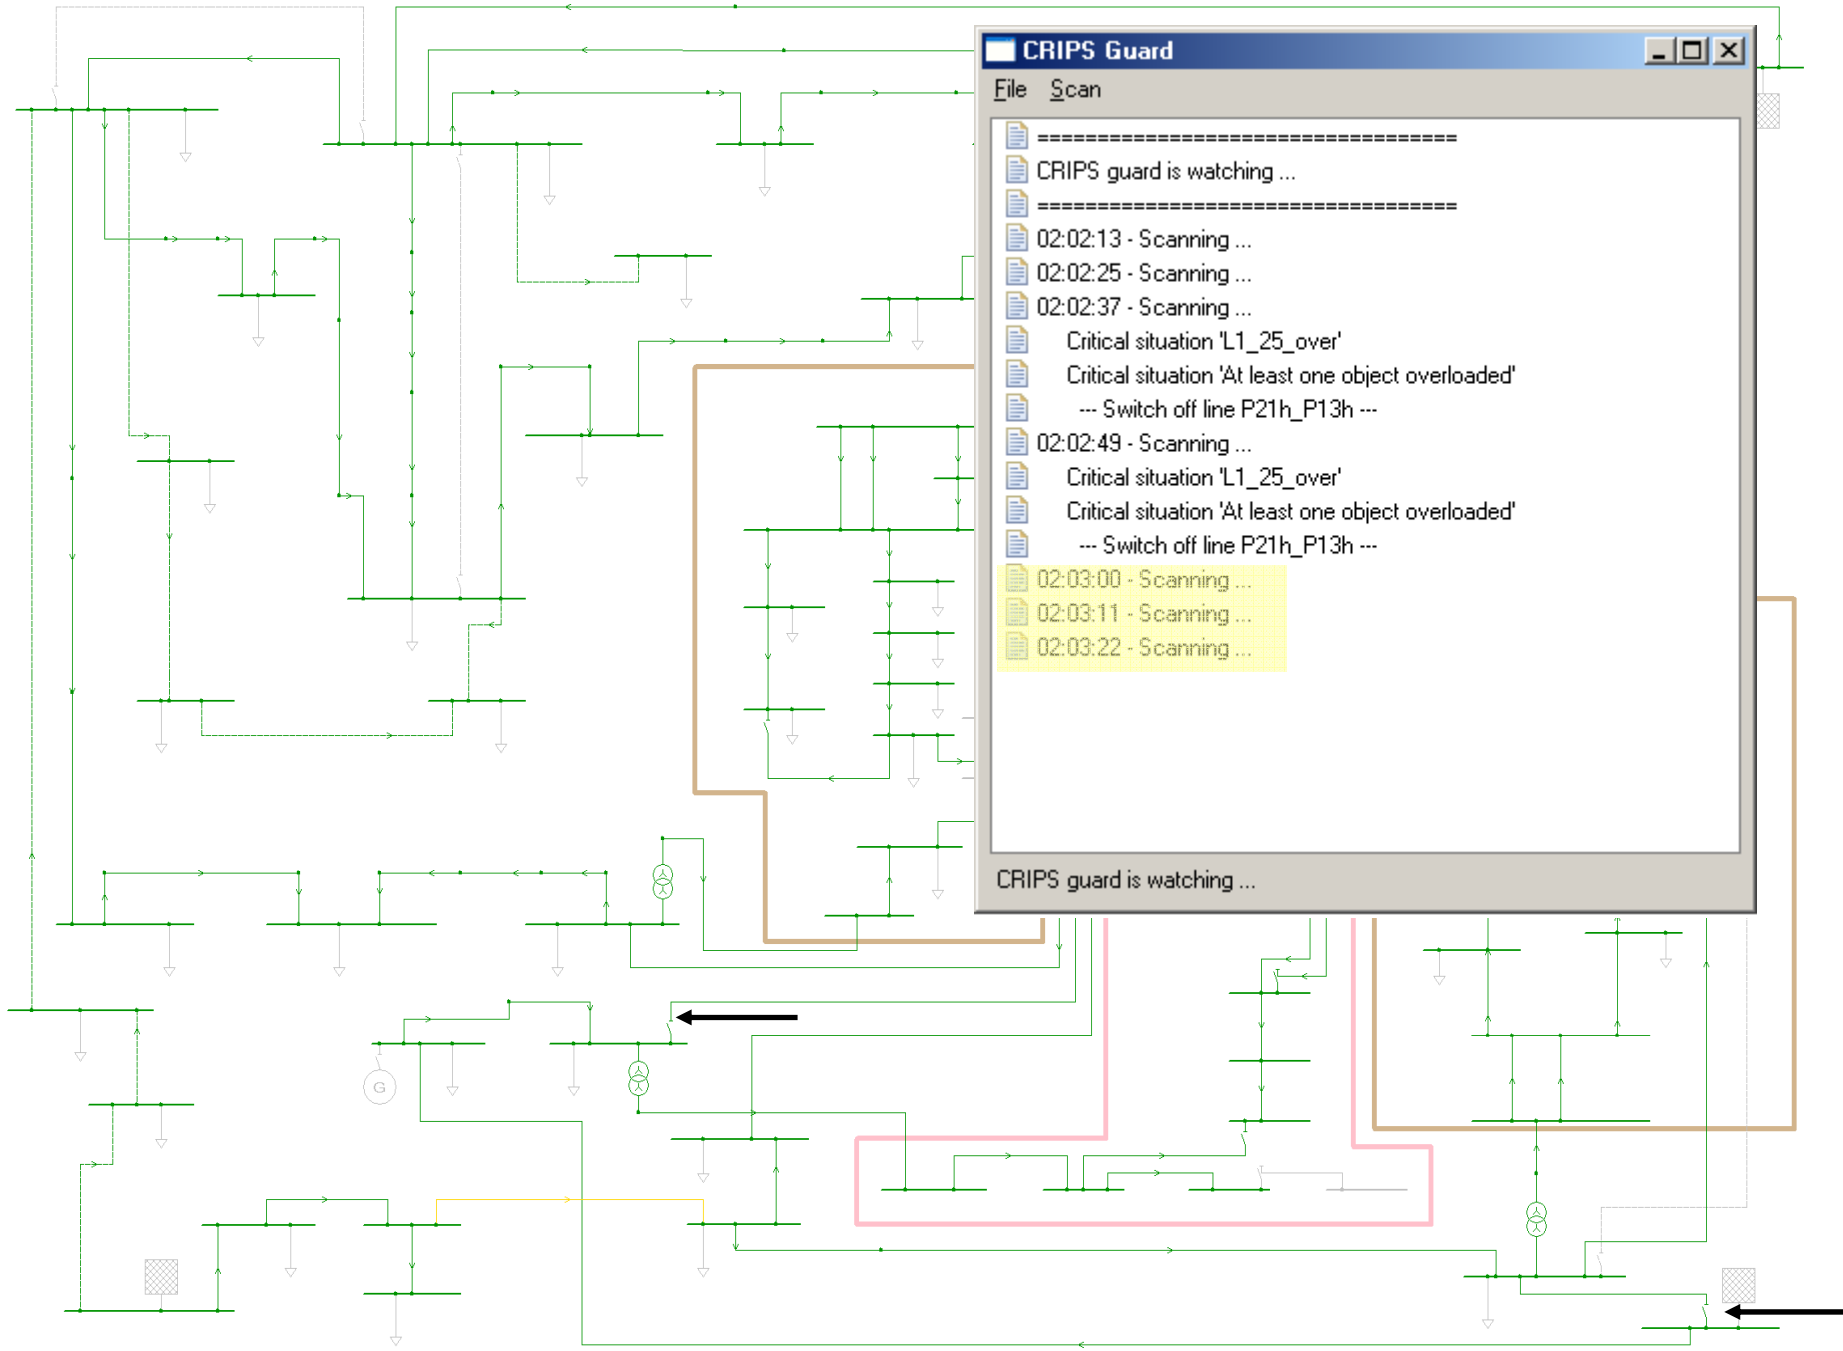 CRIPS Guard
File Scan
===================================
CRIPS guard is watching ...
===================================
02:02:13 - Scanning ...
02:02:25 - Scanning ...
02:02:37 - Scanning ...
Critical situation 'L1_25_over'
Critical situation 'At least one object overloaded'
--- Switch off line P21h_P13h ---
02:02:49 - Scanning ...
Critical situation 'L1_25_over'
Critical situation 'At least one object overloaded'
--- Switch off line P21h_P13h ---
02:03:00 - Scanning ...
02:03:11 - Scanning ...
02:03:22 - Scanning ...
CRIPS guard is watching ...
G